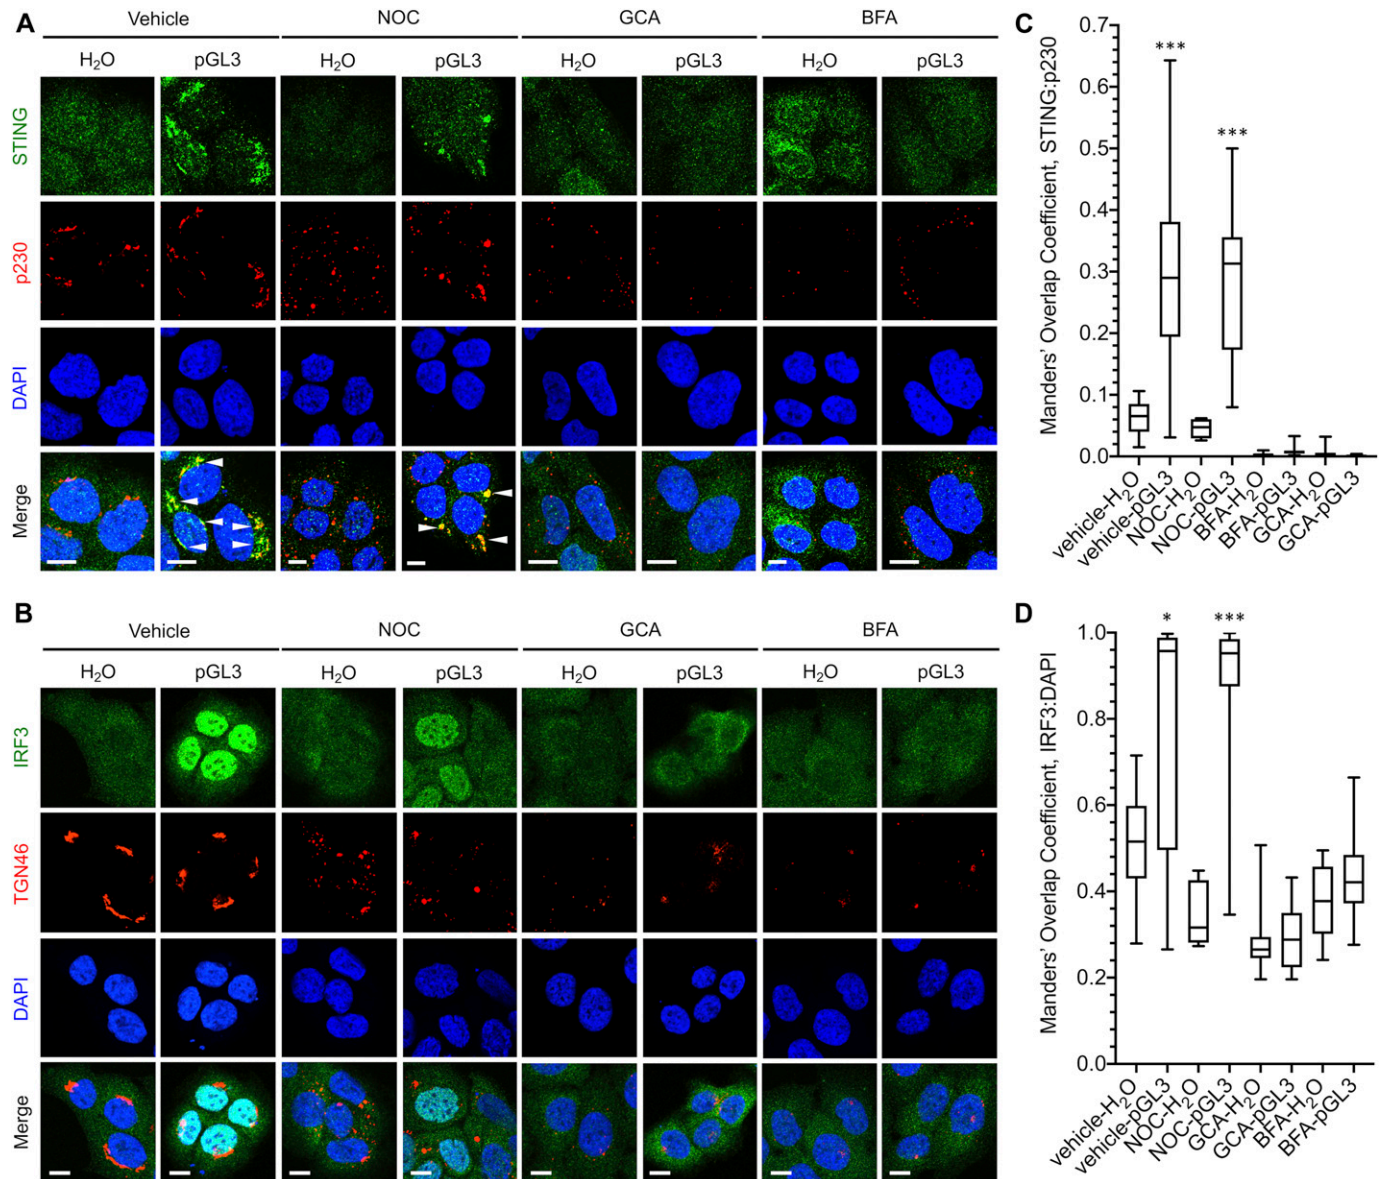 A
Vehicle NOC GCA BFA
H₂O pGL3 H₂O pGL3 H₂O pGL3 H₂O pGL3
STING
p230
DAPI
Merge
C
Manders’ Overlap Coefficient, STING:p230
0.7
0.6
0.5
0.4
0.3
0.2
0.1
0.0
***
***
vehicle-H₂O
vehicle-pGL3
NOC-H₂O
NOC-pGL3
BFA-H₂O
BFA-pGL3
GCA-H₂O
GCA-pGL3
B
Vehicle NOC GCA BFA
H₂O pGL3 H₂O pGL3 H₂O pGL3 H₂O pGL3
IRF3
TGN46
DAPI
Merge
D
Manders’ Overlap Coefficient, IRF3:DAPI
1.0
0.8
0.6
0.4
0.2
0.0
*
***
vehicle-H₂O
vehicle-pGL3
NOC-H₂O
NOC-pGL3
GCA-H₂O
GCA-pGL3
BFA-H₂O
BFA-pGL3